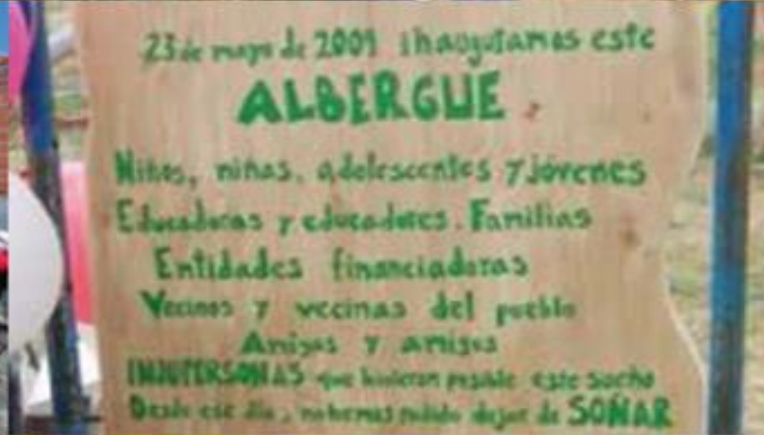 23 de mayo de 2009 inauguramos este
ALBERGUE
Niños, niñas, adolescentes y jóvenes
Educadoras y educadores. Familias
Entidades financiadoras
Vecinos y vecinas del pueblo
Amigos y amigas
que hicieron posible este sueño
Desde ese día, no hemos podido dejar de SOÑAR